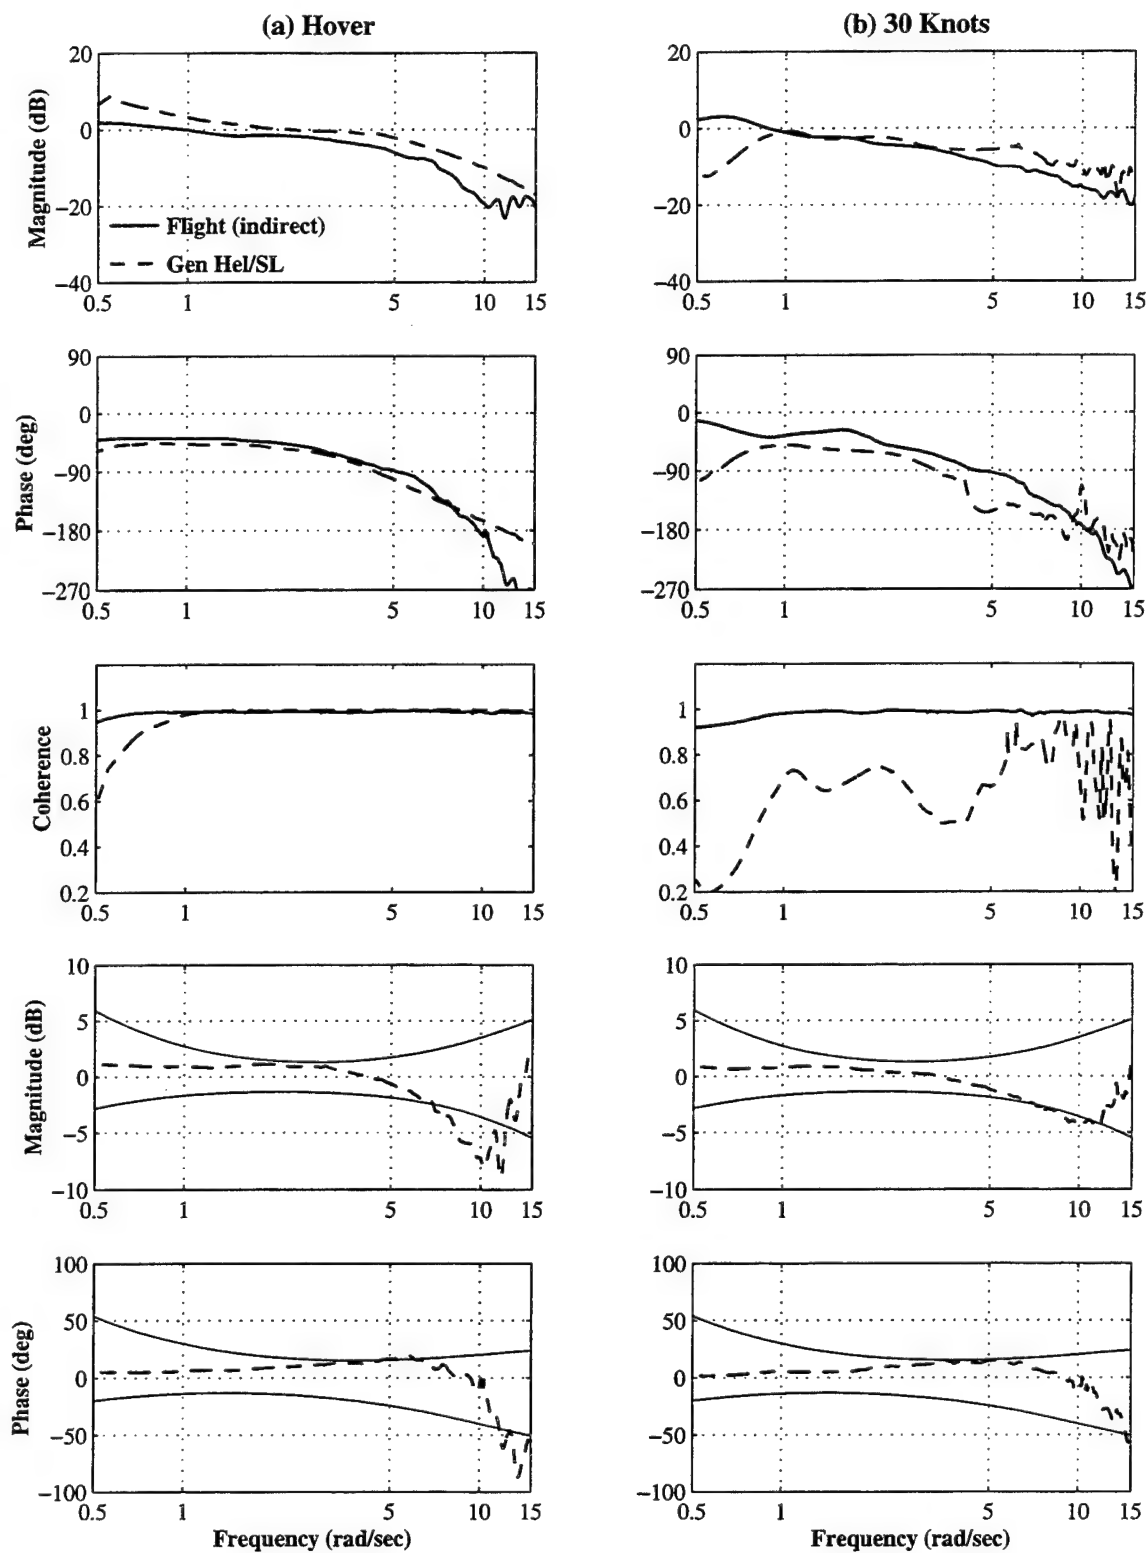 (a) Hover
(b) 30 Knots
20
0
−20
−40
Magnitude (dB)
Flight (indirect)
Gen Hel/SL
0.5 1 5 10 15
20
0
−20
−40
0.5 1 5 10 15
90
0
−90
−180
−270
Phase (deg)
0.5 1 5 10 15
90
0
−90
−180
−270
0.5 1 5 10 15
1
0.8
0.6
0.4
0.2
Coherence
0.5 1 5 10 15
1
0.8
0.6
0.4
0.2
0.5 1 5 10 15
10
5
0
−5
−10
Magnitude (dB)
0.5 1 5 10 15
10
5
0
−5
−10
0.5 1 5 10 15
100
50
0
−50
−100
Phase (deg)
0.5 1 5 10 15
Frequency (rad/sec)
100
50
0
−50
−100
0.5 1 5 10 15
Frequency (rad/sec)